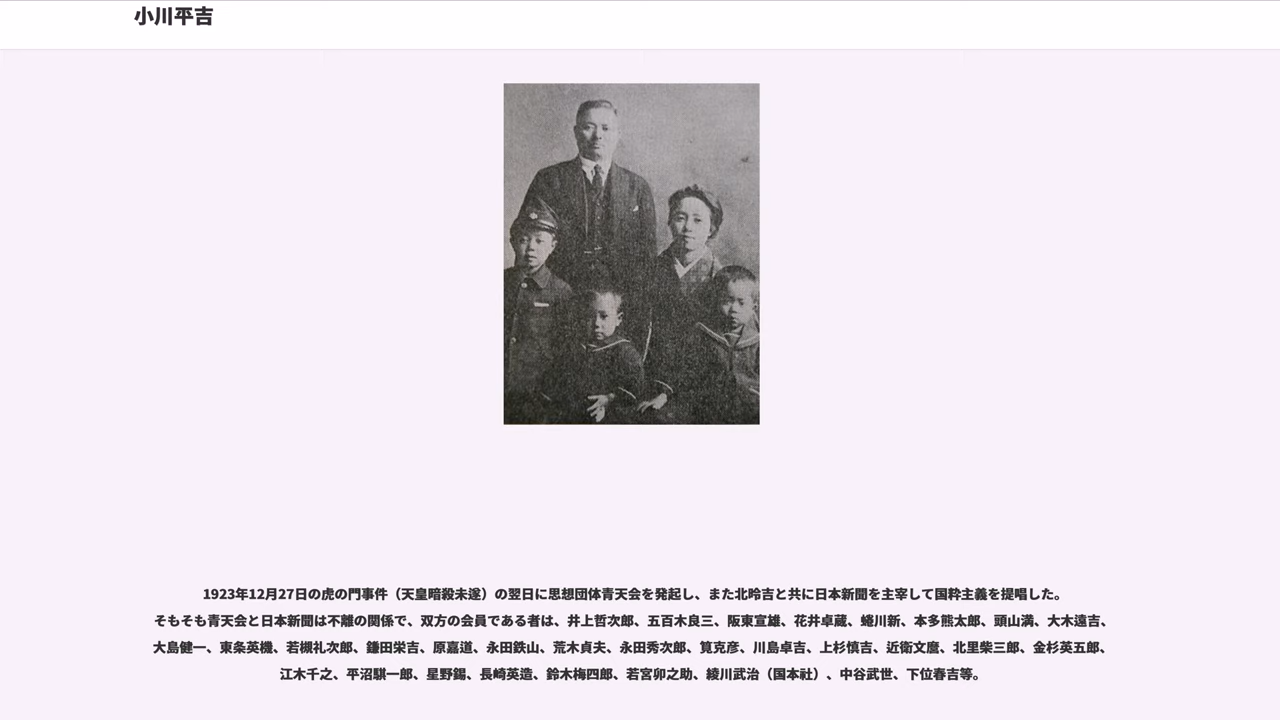 小川平吉
1923年12月27日の虎の門事件（天皇暗殺未遂）の翌日に思想団体青天会を発起し、また北昤吉と共に日本新聞を主宰して国粋主義を提唱した。
そもそも青天会と日本新聞は不離の関係で、双方の会員である者は、井上哲次郎、五百木良三、阪東宣雄、花井卓蔵、蜷川新、本多熊太郎、頭山満、大木遠吉、
大島健一、東条英機、若槻礼次郎、鎌田栄吉、原嘉道、永田鉄山、荒木貞夫、永田秀次郎、筧克彦、川島卓吉、上杉慎吉、近衛文麿、北里柴三郎、金杉英五郎、
江木千之、平沼騏一郎、星野錫、長崎英造、鈴木梅四郎、若宮卯之助、綾川武治（国本社）、中谷武世、下位春吉等。